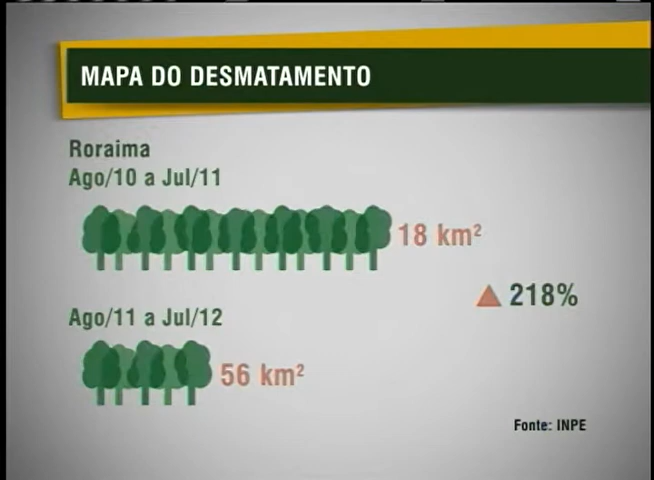 MAPA DO DESMATAMENTO
Roraima
Ago/10 a Jul/11
18 km²
218%
Ago/11 a Jul/12
56 km²
Fonte: INPE